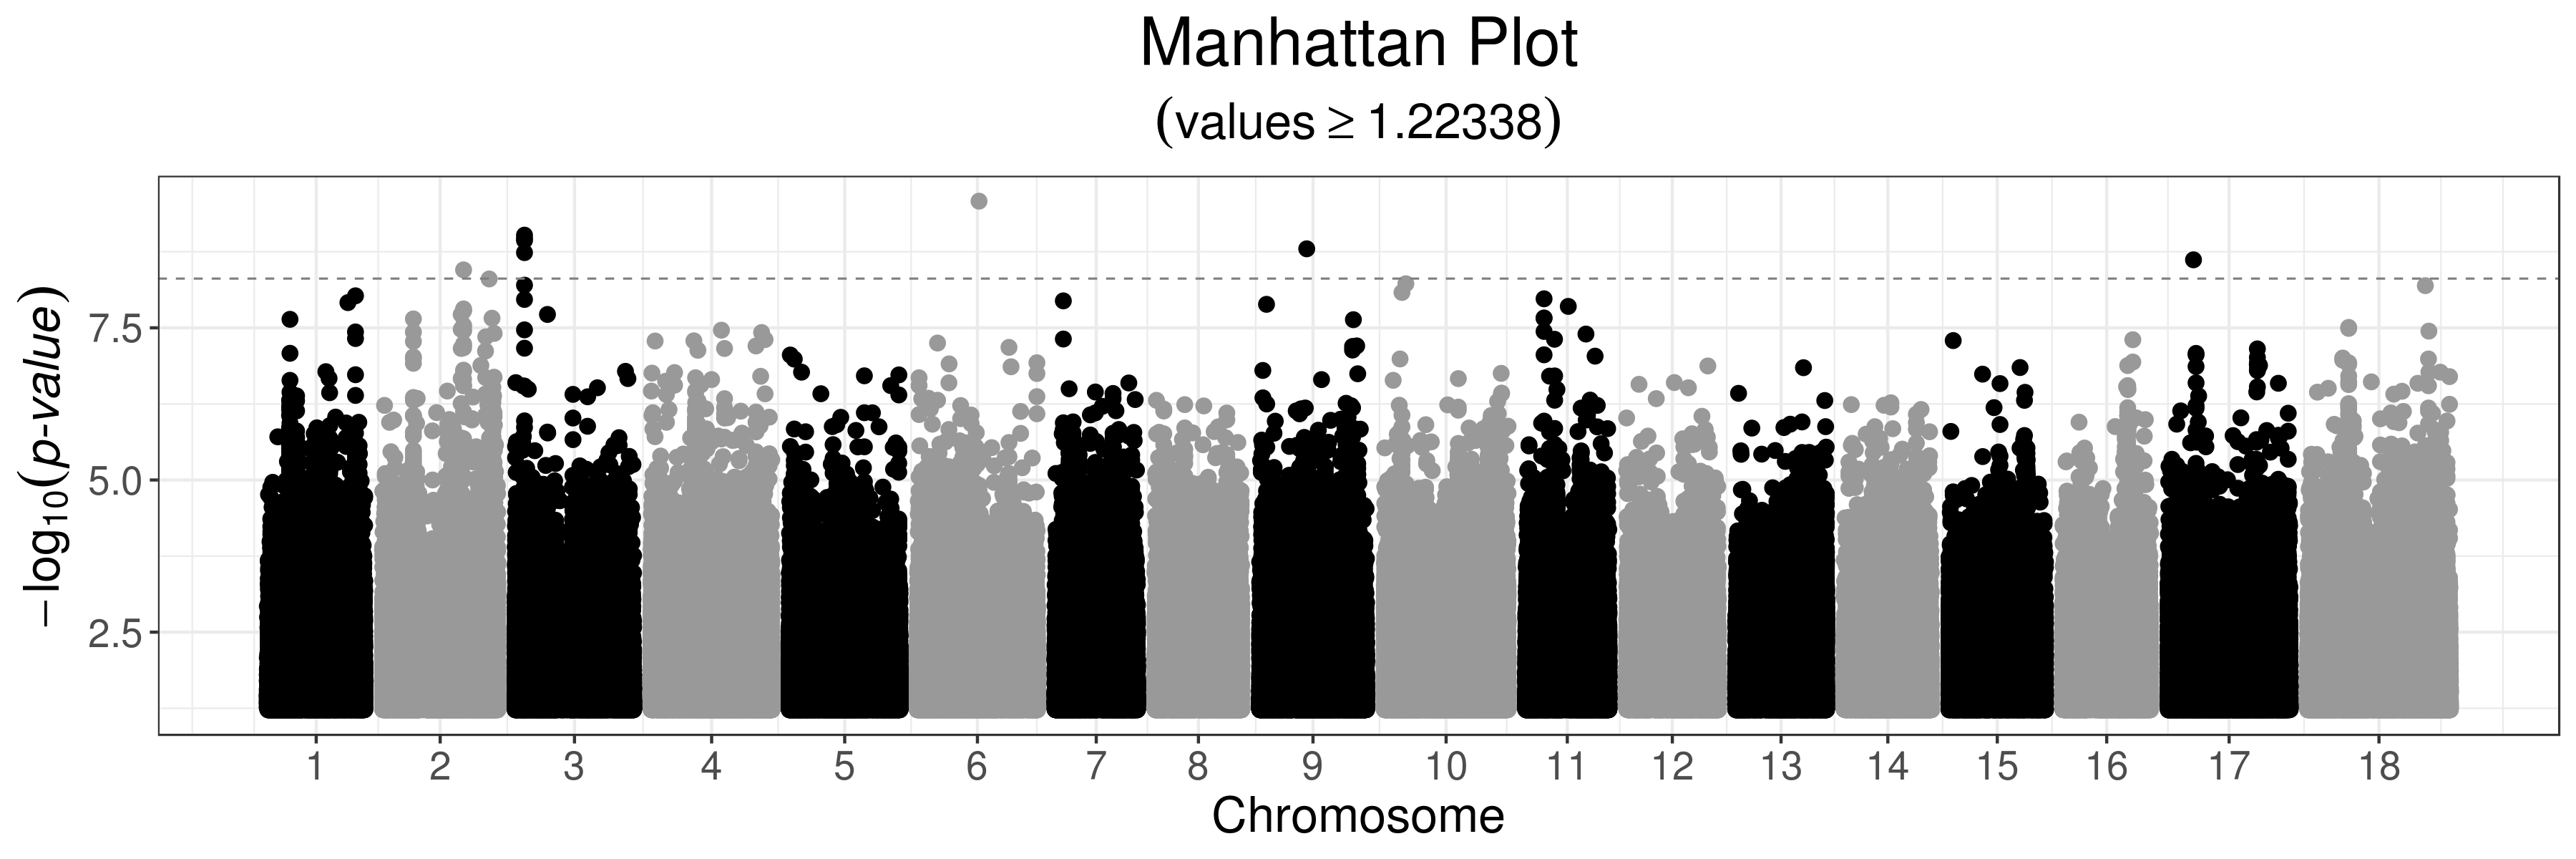 Manhattan Plot
(values ≥ 1.22338)
−log10(p-value)
7.5
5.0
2.5
1 2 3 4 5 6 7 8 9 10 11 12 13 14 15 16 17 18
Chromosome